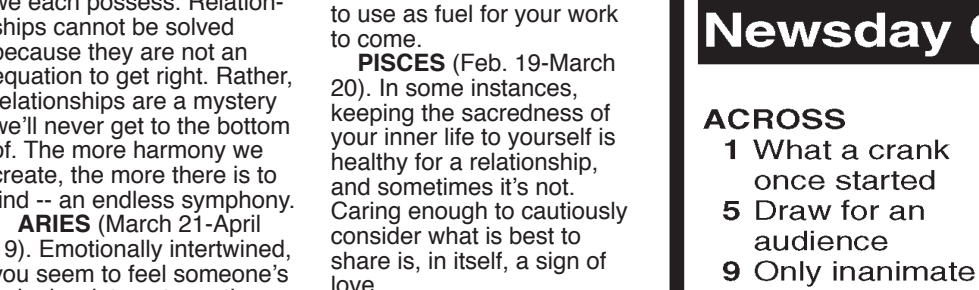 we each possess. Relation-
ships cannot be solved
because they are not an
equation to get right. Rather,
relationships are a mystery
we'll never get to the bottom
of. The more harmony we
create, the more there is to
find -- an endless symphony.
ARIES (March 21-April
19). Emotionally intertwined,
you seem to feel someone's
to use as fuel for your work
to come.
PISCES (Feb. 19-March
20). In some instances,
keeping the sacredness of
your inner life to yourself is
healthy for a relationship,
and sometimes it's not.
Caring enough to cautiously
consider what is best to
share is, in itself, a sign of
love.
Newsday
ACROSS
1 What a crank
once started
5 Draw for an
audience
9 Only inanimate